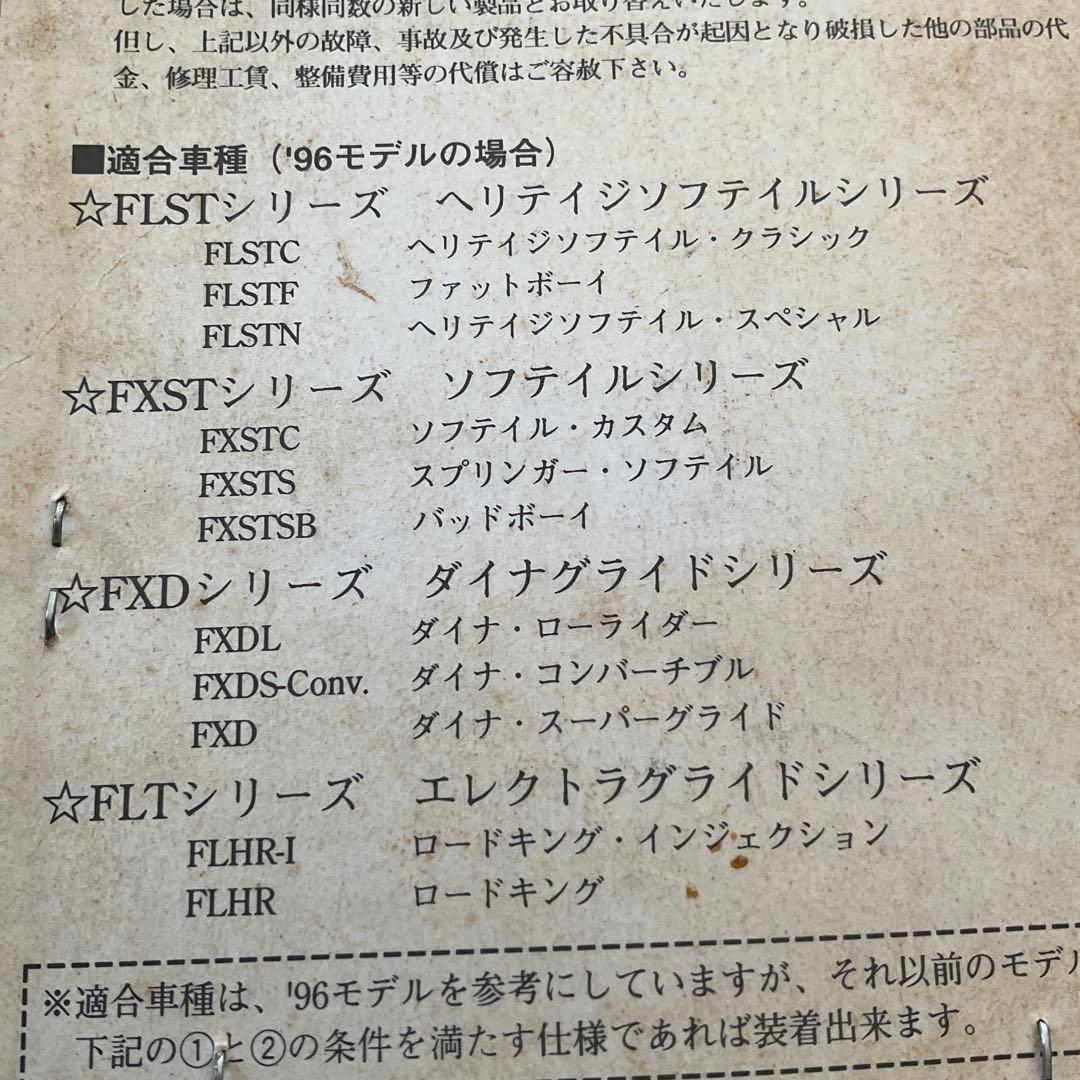 した場合は、同様同数の新しい製品とお取り替えいたします。
但し、上記以外の故障、事故及び発生した不具合が起因となり破損した他の部品の代
金、修理工賃、整備費用等の代償はご容赦下さい。
■適合車種（'96モデルの場合）
☆FLSTシリーズ　ヘリテイジソフテイルシリーズ
FLSTC　ヘリテイジソフテイル・クラシック
FLSTF　ファットボーイ
FLSTN　ヘリテイジソフテイル・スペシャル
☆FXSTシリーズ　ソフテイルシリーズ
FXSTC　ソフテイル・カスタム
FXSTS　スプリンガー・ソフテイル
FXSTSB　バッドボーイ
☆FXDシリーズ　ダイナグライドシリーズ
FXDL　ダイナ・ローライダー
FXDS-Conv.　ダイナ・コンバーチブル
FXD　ダイナ・スーパーグライド
☆FLTシリーズ　エレクトラグライドシリーズ
FLHR-I　ロードキング・インジェクション
FLHR　ロードキング
※適合車種は、'96モデルを参考にしていますが、それ以前のモデル
下記の①と②の条件を満たす仕様であれば装着出来ます。